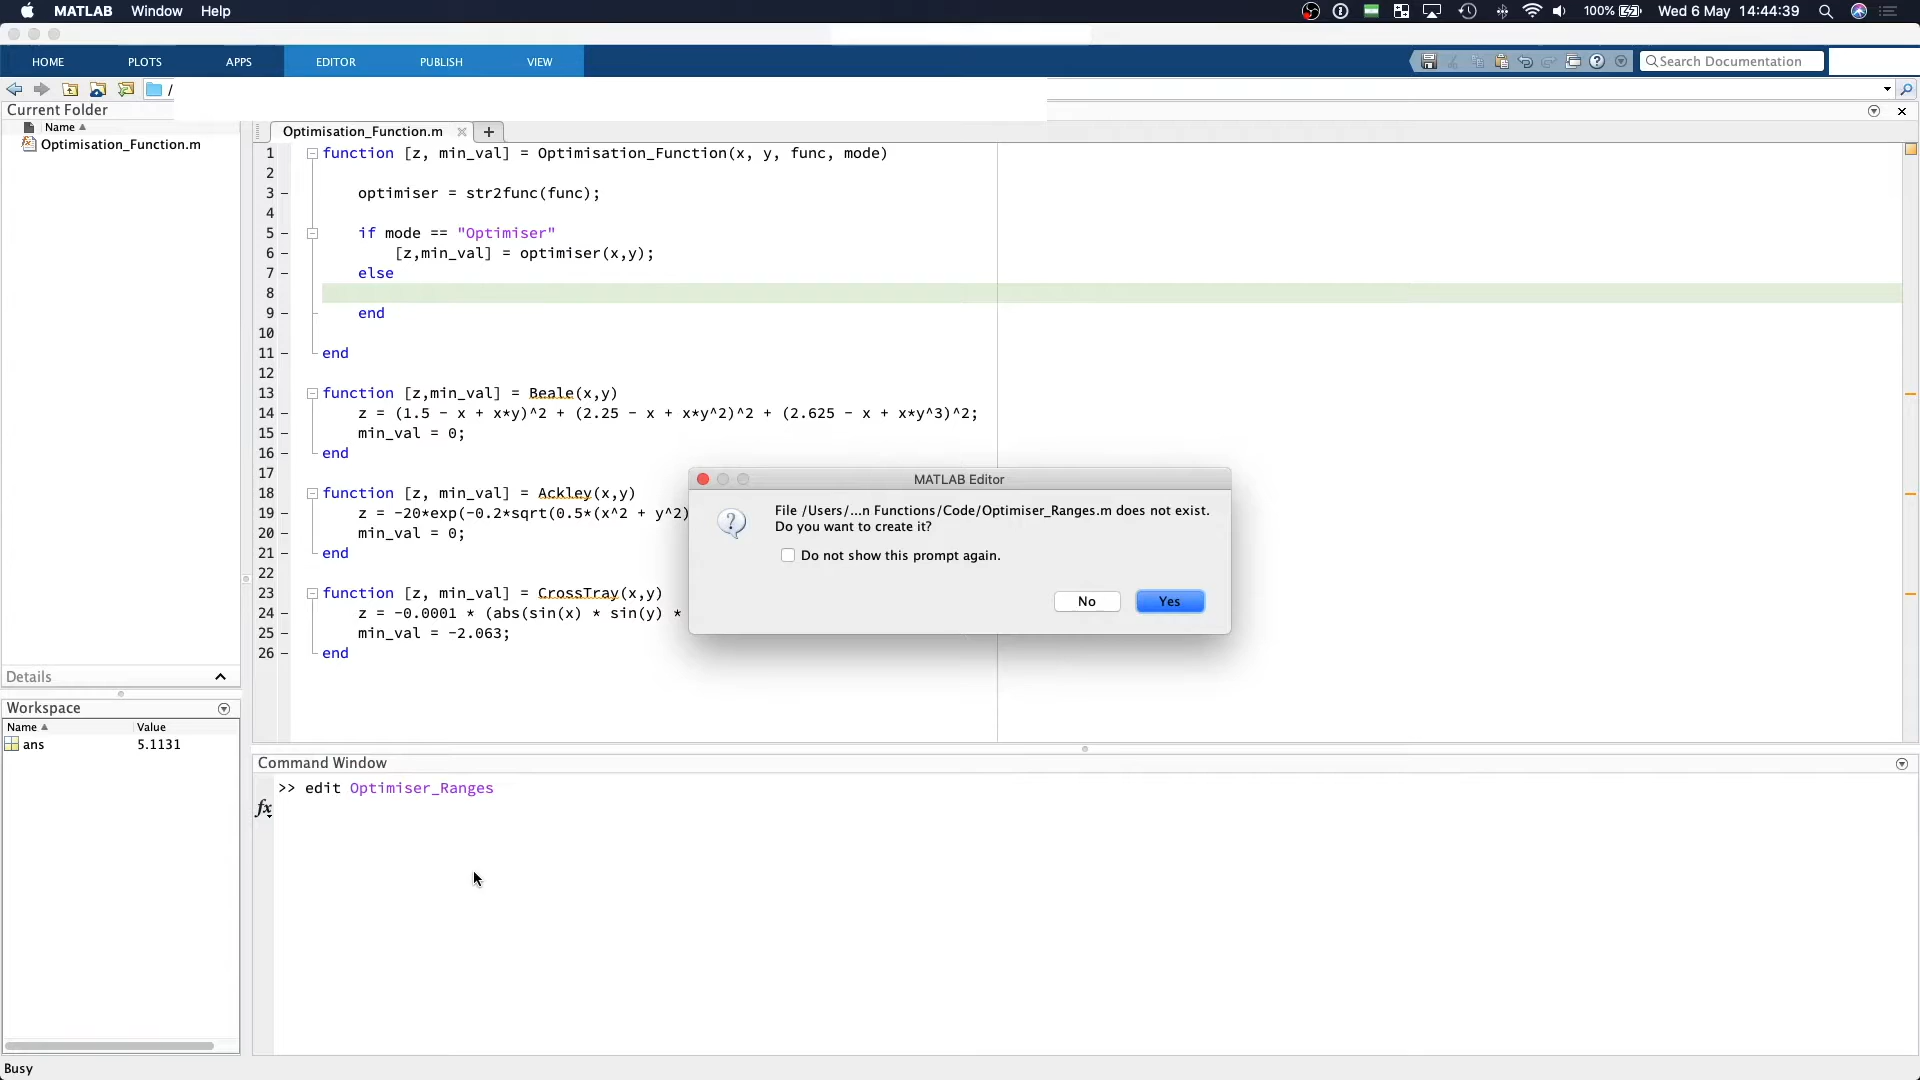 MATLAB Window Help 100% Wed 6 May 14:44:39
HOME PLOTS APPS EDITOR PUBLISH VIEW Search Documentation
/
Current Folder
Name
Optimisation_Function.m
Optimisation_Function.m
1 function [z, min_val] = Optimisation_Function(x, y, func, mode)
2
3 optimiser = str2func(func);
4
5 if mode == "Optimiser"
6 [z,min_val] = optimiser(x,y);
7 else
8
9 end
10
11 end
12
13 function [z,min_val] = Beale(x,y)
14 z = (1.5 - x + x*y)^2 + (2.25 - x + x*y^2)^2 + (2.625 - x + x*y^3)^2;
15 min_val = 0;
16 end
17
18 function [z, min_val] = Ackley(x,y)
19 z = -20*exp(-0.2*sqrt(0.5*(x^2 + y^2)
20 min_val = 0;
21 end
22
23 function [z, min_val] = CrossTray(x,y)
24 z = -0.0001 * (abs(sin(x) * sin(y) *
25 min_val = -2.063;
26 end
MATLAB Editor
File /Users/...n Functions/Code/Optimiser_Ranges.m does not exist.
Do you want to create it?
Do not show this prompt again.
No Yes
Details
Workspace
Name Value
ans 5.1131
Command Window
>> edit Optimiser_Ranges
fx
Busy